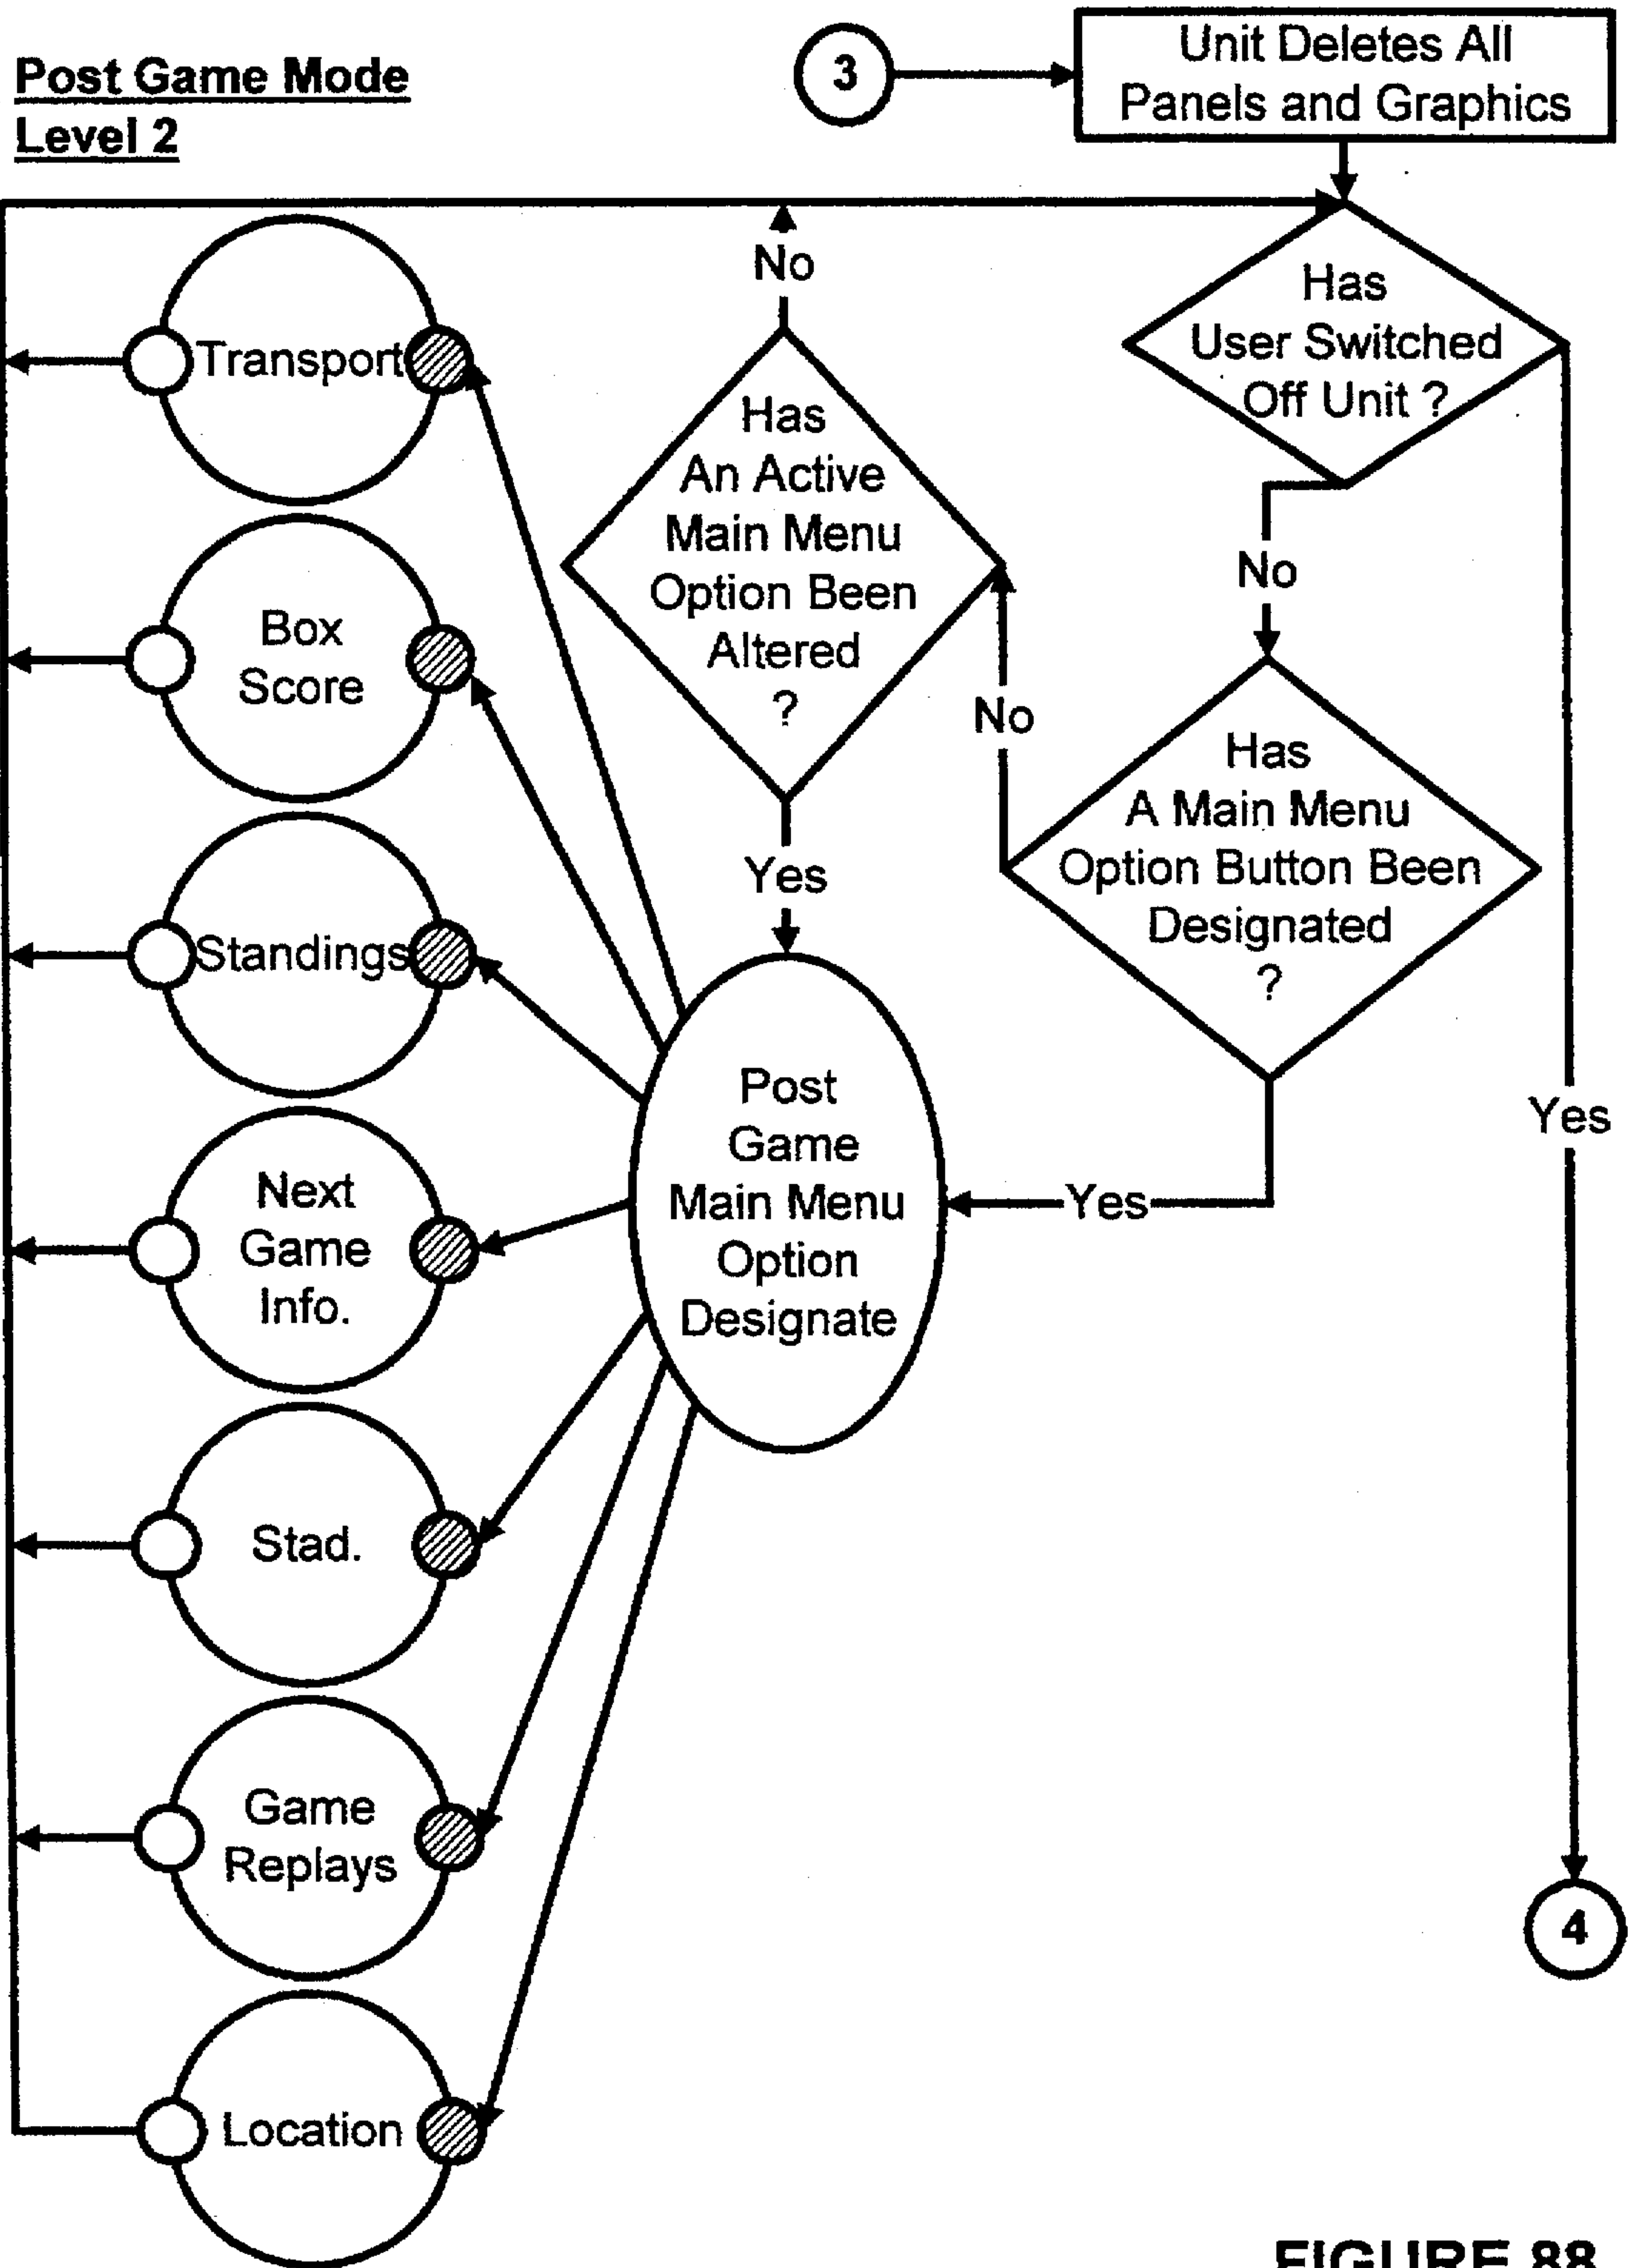 Post Game Mode
Level 2
3
Unit Deletes All
Panels and Graphics
No
Has
User Switched
Off Unit ?
Transport
Has
An Active
Main Menu
Option Been
Altered
?
No
Box
Score
No
Has
A Main Menu
Option Button Been
Designated
?
Yes
Standings
Post
Game
Main Menu
Option
Designate
Yes
Yes
Next
Game
Info.
Stad.
Game
Replays
4
Location
FIGURE 88